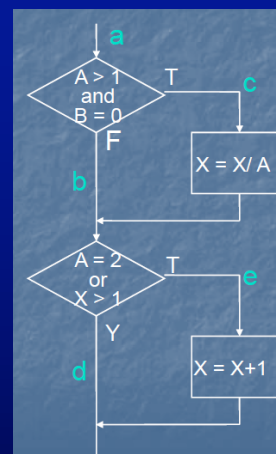 a
A > 1
and
B = 0
T
c
F
b
X = X/ A
A = 2
or
X > 1
T
e
Y
d
X = X+1